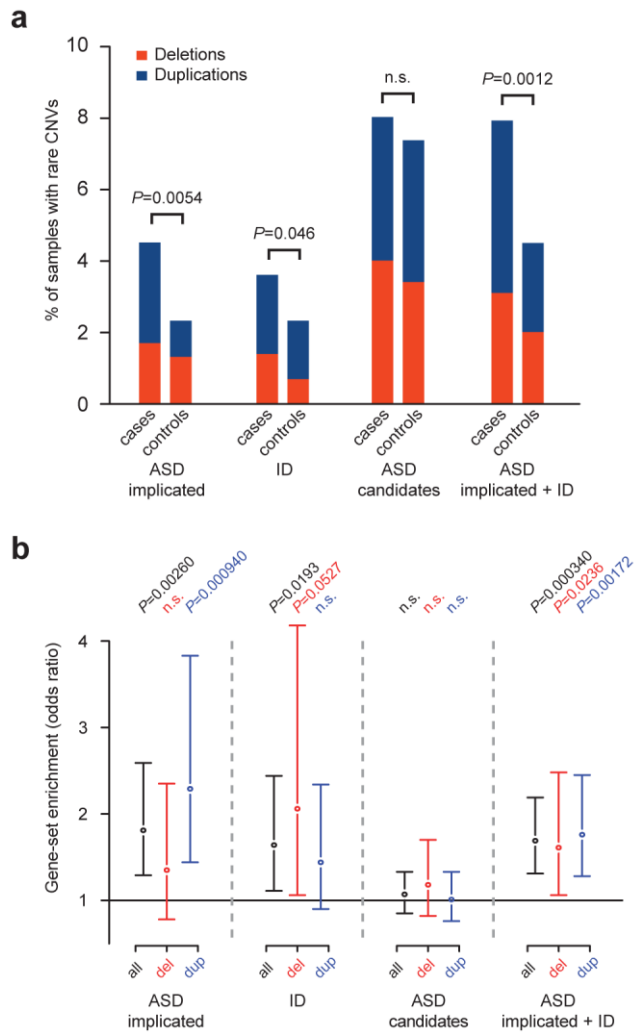 a
10
8
6
4
2
0
% of samples with rare CNVs
Deletions
Duplications
P=0.0054
P=0.046
n.s.
P=0.0012
cases
controls
cases
controls
cases
controls
cases
controls
ASD
implicated
ID
ASD
candidates
ASD
implicated + ID
b
P=0.00260
n.s.
P=0.000940
P=0.0193
P=0.0527
n.s.
n.s.
n.s.
n.s.
P=0.000340
P=0.0236
P=0.00172
4
3
2
1
Gene-set enrichment (odds ratio)
all
del
dup
all
del
dup
all
del
dup
all
del
dup
ASD
implicated
ID
ASD
candidates
ASD
implicated + ID